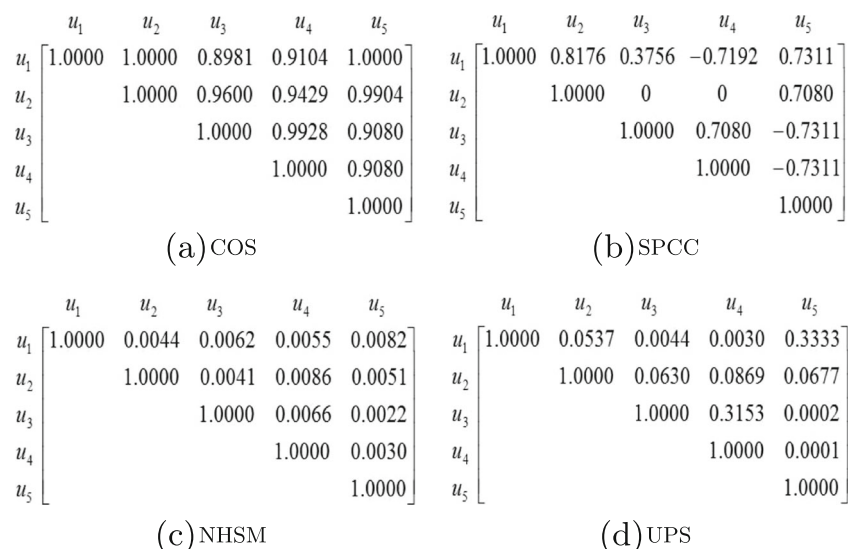 u1 u2 u3 u4 u5
u1 1.0000 1.0000 0.8981 0.9104 1.0000
u2 1.0000 0.9600 0.9429 0.9904
u3 1.0000 0.9928 0.9080
u4 1.0000 0.9080
u5 1.0000
(a) COS
u1 u2 u3 u4 u5
u1 1.0000 0.8176 0.3756 −0.7192 0.7311
u2 1.0000 0 0 0.7080
u3 1.0000 0.7080 −0.7311
u4 1.0000 −0.7311
u5 1.0000
(b) SPCC
u1 u2 u3 u4 u5
u1 1.0000 0.0044 0.0062 0.0055 0.0082
u2 1.0000 0.0041 0.0086 0.0051
u3 1.0000 0.0066 0.0022
u4 1.0000 0.0030
u5 1.0000
(c) NHSM
u1 u2 u3 u4 u5
u1 1.0000 0.0537 0.0044 0.0030 0.3333
u2 1.0000 0.0630 0.0869 0.0677
u3 1.0000 0.3153 0.0002
u4 1.0000 0.0001
u5 1.0000
(d) UPS